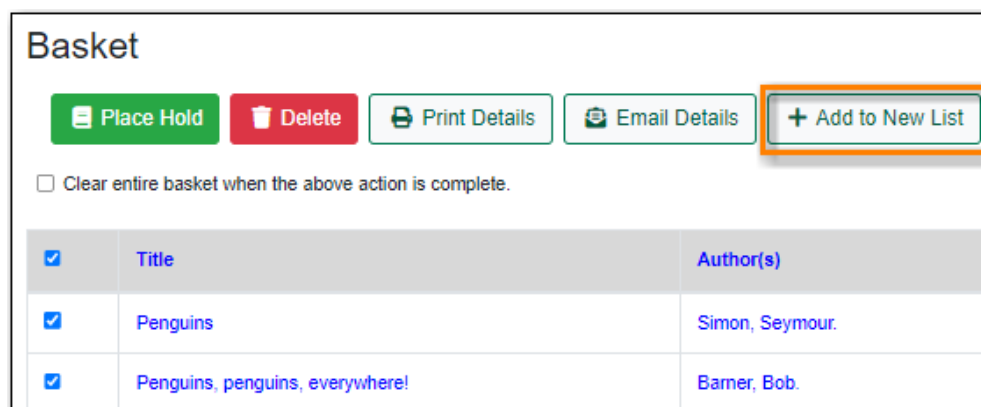 Basket
Place Hold Delete Print Details Email Details + Add to New List
Clear entire basket when the above action is complete.
Title Author(s)
Penguins Simon, Seymour.
Penguins, penguins, everywhere! Barner, Bob.